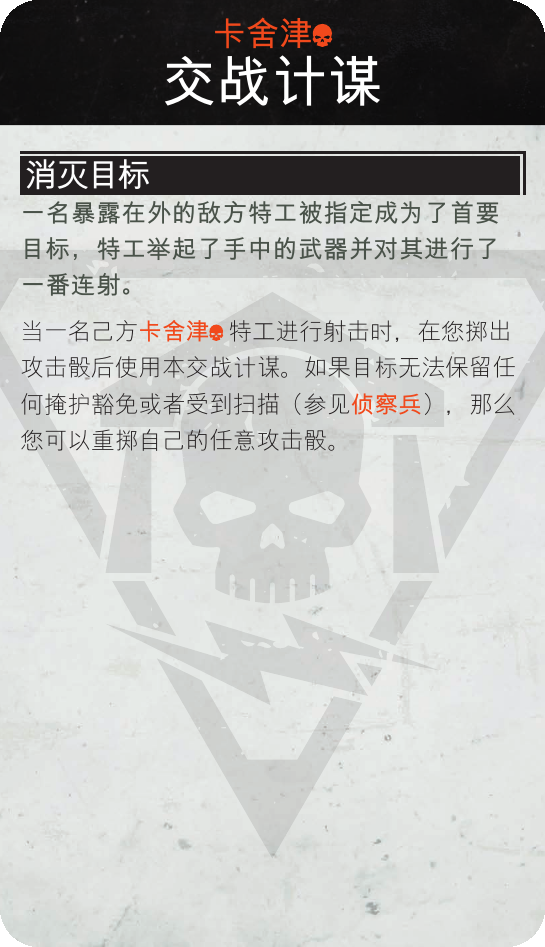 卡舍津
交战计谋
消灭目标
一名暴露在外的敌方特工被指定成为了首要
目标，特工举起了手中的武器并对其进行了
一番连射。
当一名己方卡舍津特工进行射击时，在您掷出
攻击骰后使用本交战计谋。如果目标无法保留任
何掩护豁免或者受到扫描（参见侦察兵），那么
您可以重掷自己的任意攻击骰。